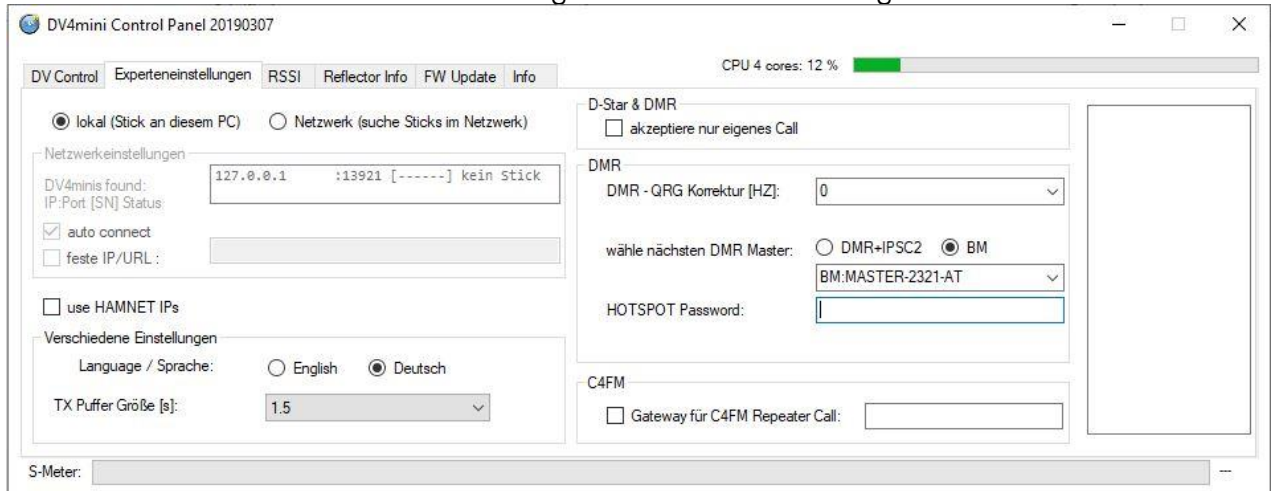 DV4mini Control Panel 20190307
DV Control Experteneinstellungen RSSI Reflector Info FW Update Info
CPU 4 cores: 12 %
lokal (Stick an diesem PC) Netzwerk (suche Sticks im Netzwerk)
Netzwerkeinstellungen
DV4minis found:
IP:Port [SN] Status
127.0.0.1 :13921 [------] kein Stick
auto connect
feste IP/URL :
use HAMNET IPs
Verschiedene Einstellungen
Language / Sprache: English Deutsch
TX Puffer Größe [s]: 1.5
D-Star & DMR
akzeptiere nur eigenes Call
DMR
DMR - QRG Korrektur [HZ]: 0
wähle nächsten DMR Master: DMR+IPSC2 BM
BM:MASTER-2321-AT
HOTSPOT Password:
C4FM
Gateway für C4FM Repeater Call:
S-Meter: ---